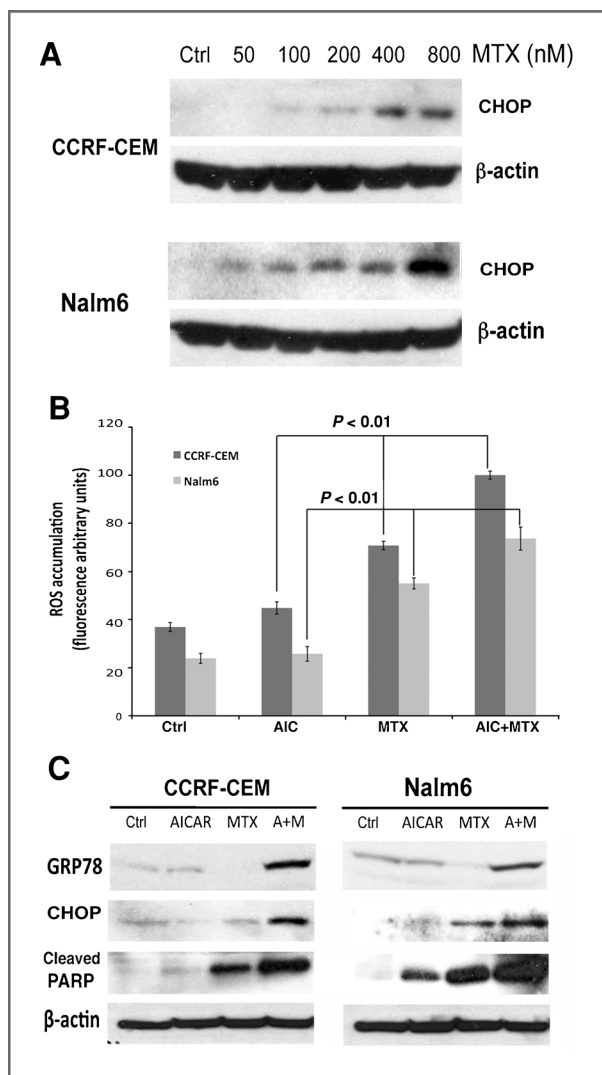 A
Ctrl 50 100 200 400 800 MTX (nM)
CHOP
CCRF-CEM
β-actin
CHOP
Nalm6
β-actin
B
P < 0.01
P < 0.01
CCRF-CEM
Nalm6
ROS accumulation
(fluorescence arbitrary units)
120
100
80
60
40
20
0
Ctrl AIC MTX AIC+MTX
C
CCRF-CEM Nalm6
Ctrl AICAR MTX A+M Ctrl AICAR MTX A+M
GRP78
CHOP
Cleaved
PARP
β-actin